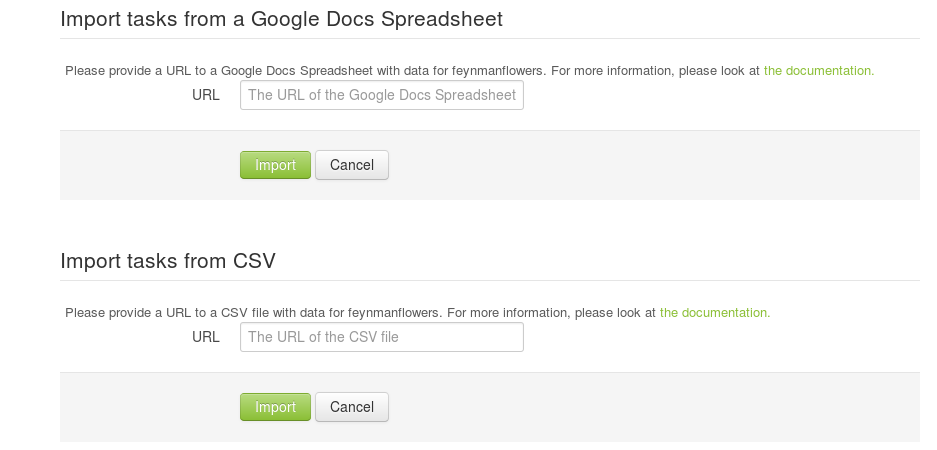 Import tasks from a Google Docs Spreadsheet
Please provide a URL to a Google Docs Spreadsheet with data for feynmanflowers. For more information, please look at the documentation.
URL The URL of the Google Docs Spreadsheet
Import Cancel
Import tasks from CSV
Please provide a URL to a CSV file with data for feynmanflowers. For more information, please look at the documentation.
URL The URL of the CSV file
Import Cancel